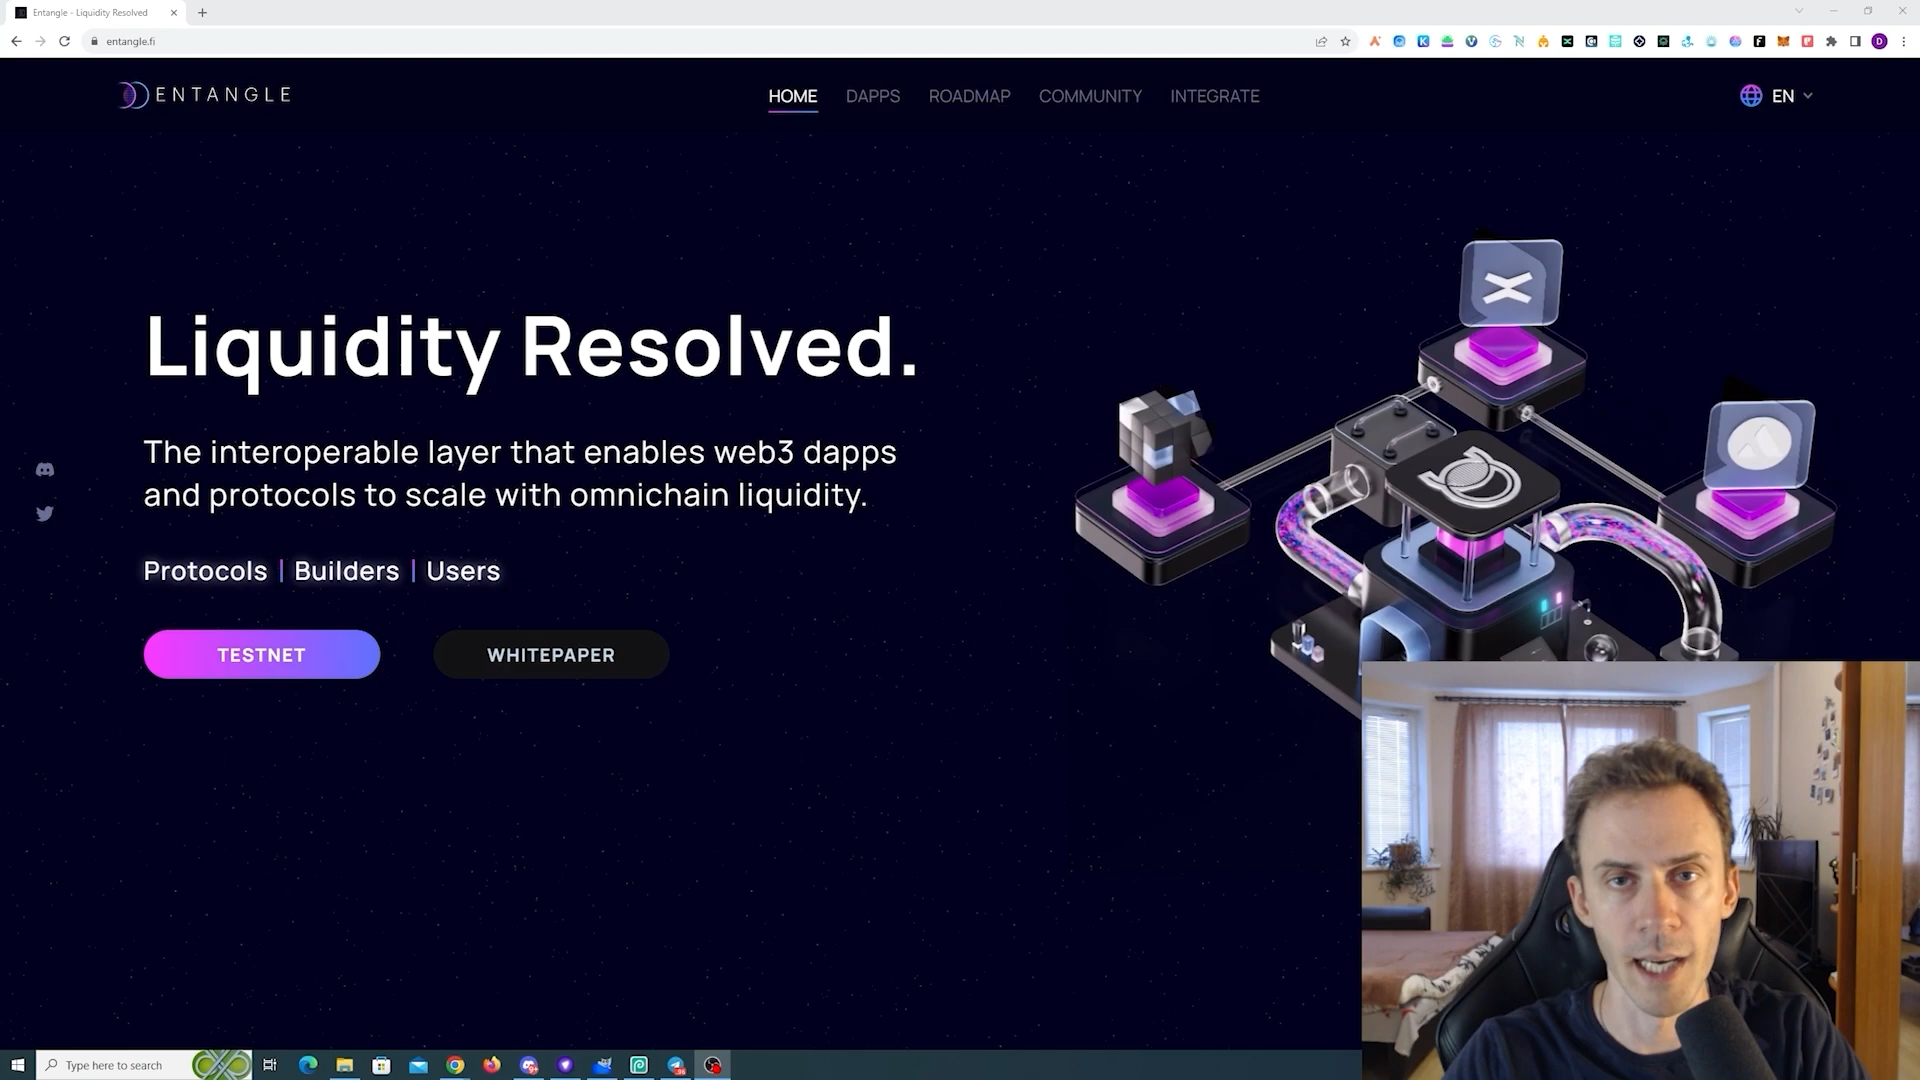 Entangle - Liquidity Resolved
entangle.fi
ENTANGLE
HOME
DAPPS
ROADMAP
COMMUNITY
INTEGRATE
EN
Liquidity Resolved.
The interoperable layer that enables web3 dapps
and protocols to scale with omnichain liquidity.
Protocols | Builders | Users
TESTNET
WHITEPAPER
Type here to search